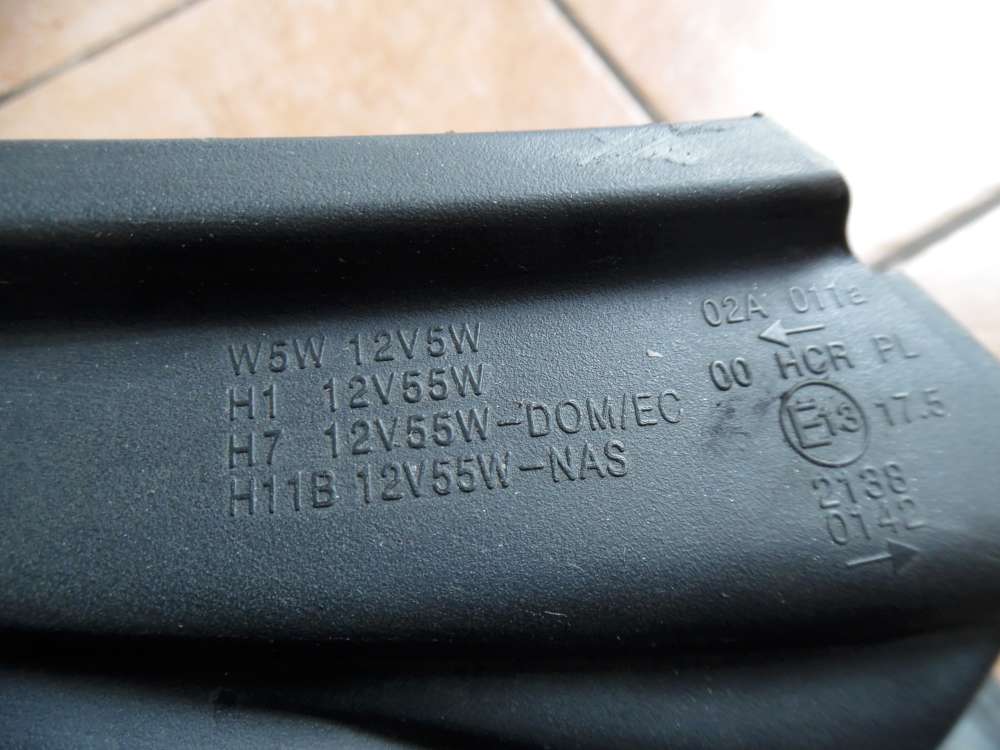 W5W 12V5W
H1 12V55W
H7 12V55W-DOM/EC
H11B 12V55W-NAS
02A 011a
←
00 HCR PL
E13 17.5
2138
0142
→